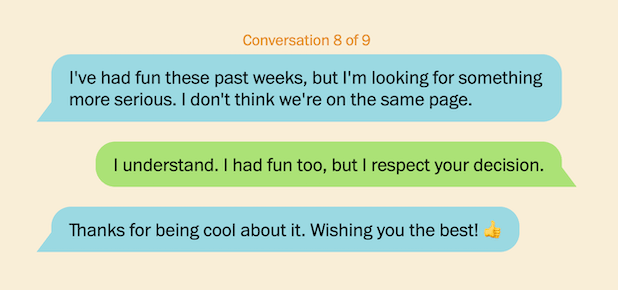 Conversation 8 of 9
I've had fun these past weeks, but I'm looking for something
more serious. I don't think we're on the same page.
I understand. I had fun too, but I respect your decision.
Thanks for being cool about it. Wishing you the best! 👍